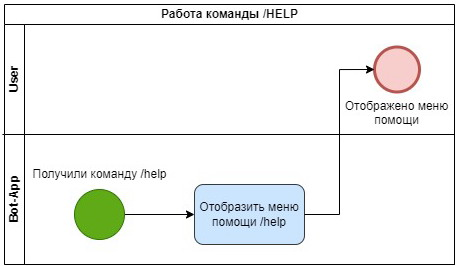 Работа команды /HELP
User
Отображено меню
помощи
Bot-App
Получили команду /help
Отобразить меню
помощи /help